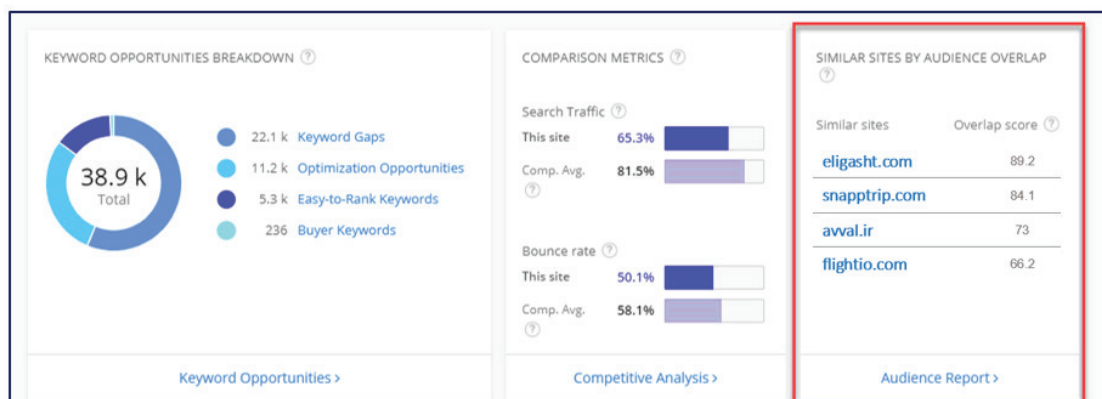 KEYWORD OPPORTUNITIES BREAKDOWN ?
38.9 k
Total
22.1 k Keyword Gaps
11.2 k Optimization Opportunities
5.3 k Easy-to-Rank Keywords
236 Buyer Keywords
Keyword Opportunities >
COMPARISON METRICS ?
Search Traffic ?
This site 65.3%
Comp. Avg. 81.5%
?
Bounce rate ?
This site 50.1%
Comp. Avg. 58.1%
?
Competitive Analysis >
SIMILAR SITES BY AUDIENCE OVERLAP
?
Similar sites Overlap score ?
eligasht.com 89.2
snapptrip.com 84.1
avval.ir 73
flightio.com 66.2
Audience Report >